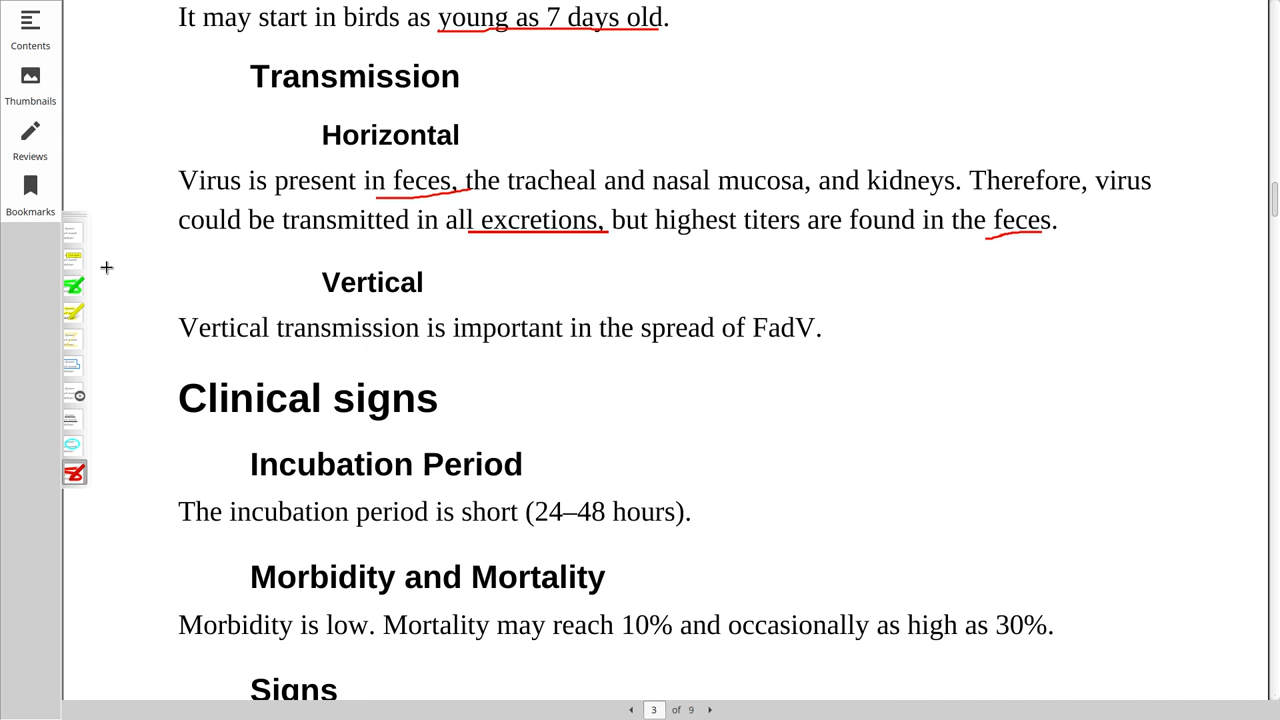 Contents
Thumbnails
Reviews
Bookmarks
It may start in birds as young as 7 days old.
Transmission
Horizontal
Virus is present in feces, the tracheal and nasal mucosa, and kidneys. Therefore, virus
could be transmitted in all excretions, but highest titers are found in the feces.
Vertical
Vertical transmission is important in the spread of FadV.
Clinical signs
Incubation Period
The incubation period is short (24–48 hours).
Morbidity and Mortality
Morbidity is low. Mortality may reach 10% and occasionally as high as 30%.
Signs
3 of 9